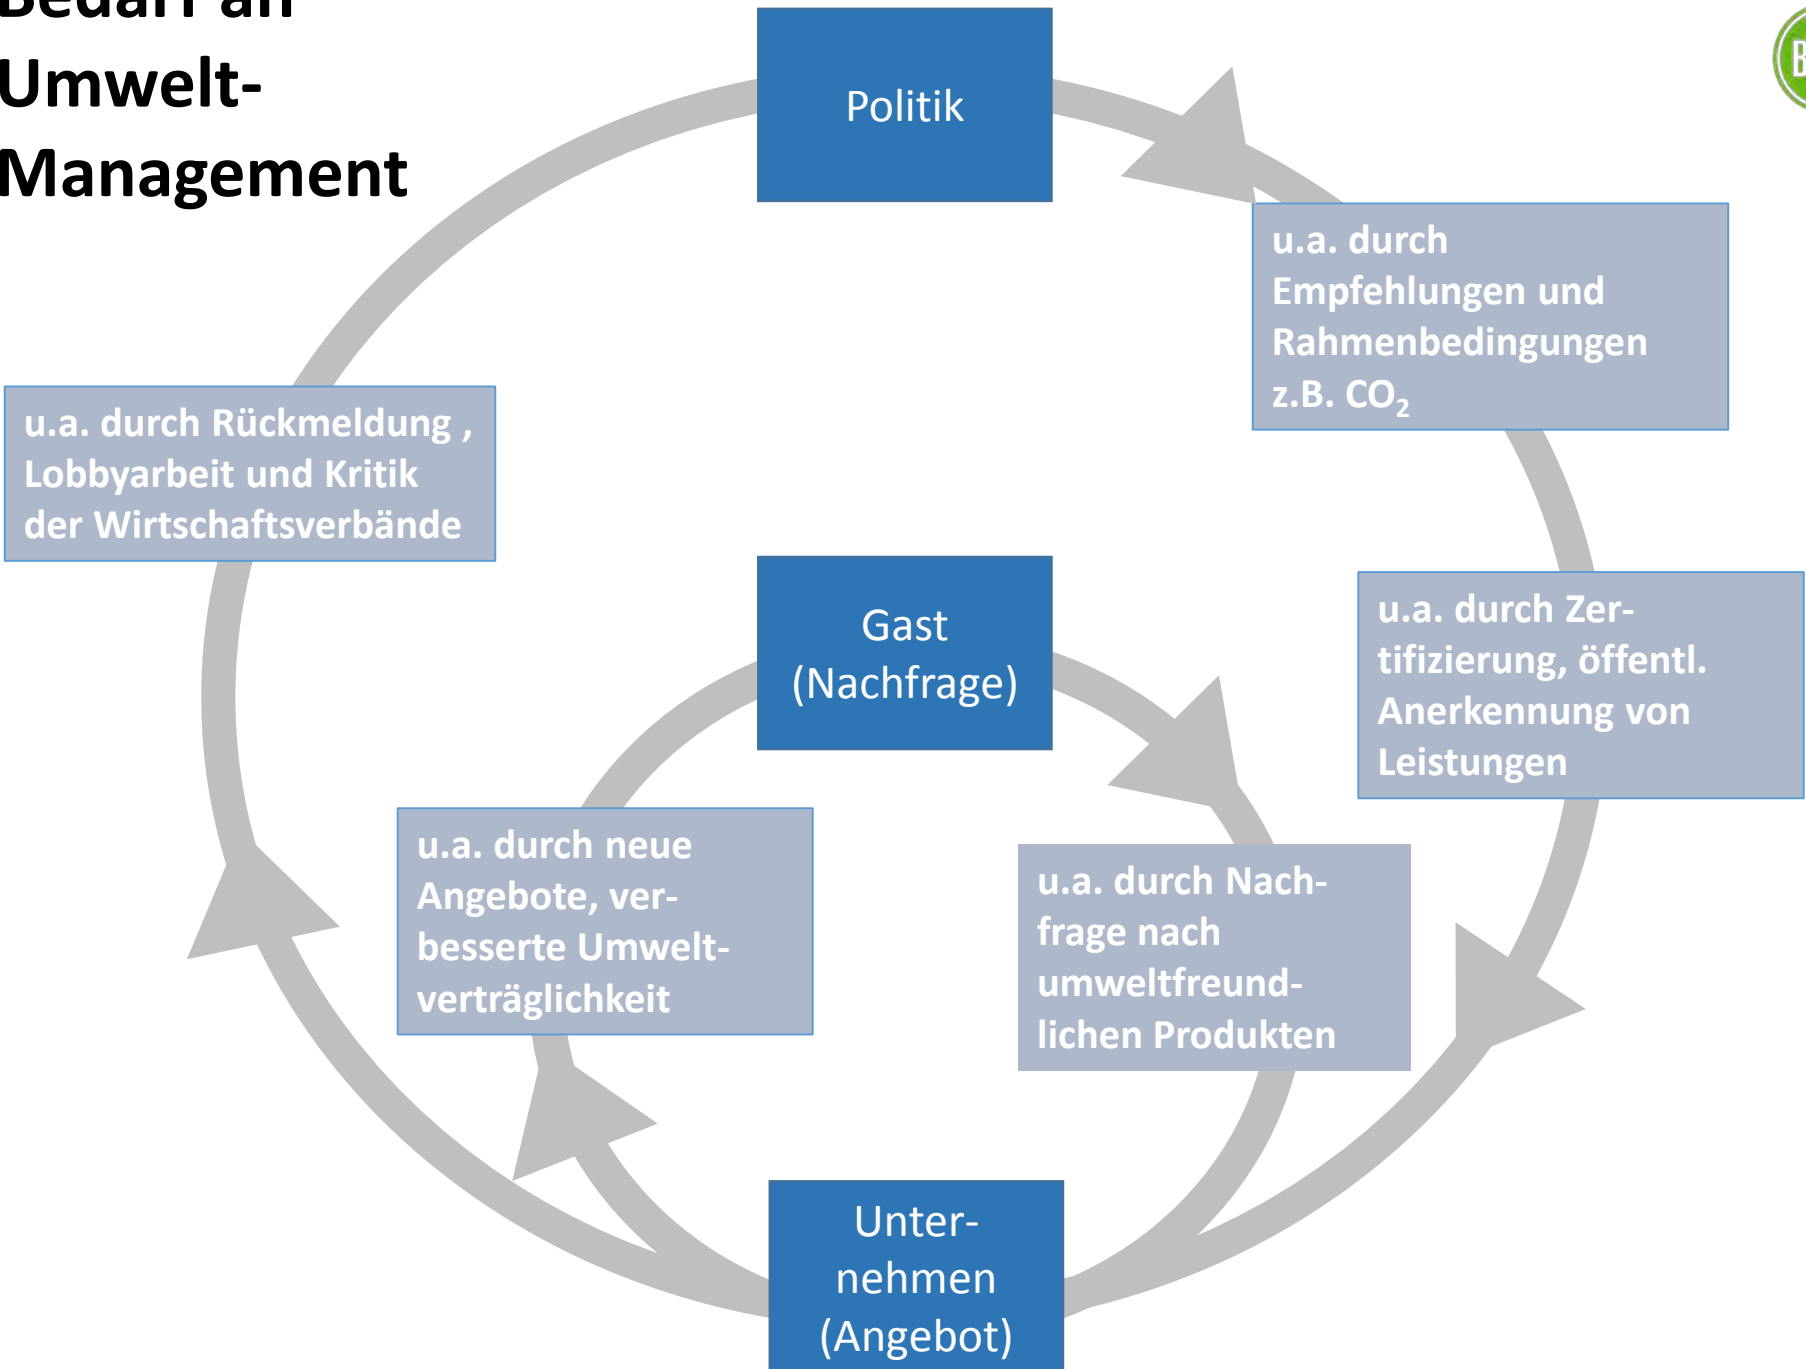 Bedarf an
Umwelt-
Management
Politik
u.a. durch
Empfehlungen und
Rahmenbedingungen
z.B. CO₂
u.a. durch Rückmeldung ,
Lobbyarbeit und Kritik
der Wirtschaftsverbände
Gast
(Nachfrage)
u.a. durch Zer-
tifizierung, öffentl.
Anerkennung von
Leistungen
u.a. durch neue
Angebote, ver-
besserte Umwelt-
verträglichkeit
u.a. durch Nach-
frage nach
umweltfreund-
lichen Produkten
Unter-
nehmen
(Angebot)